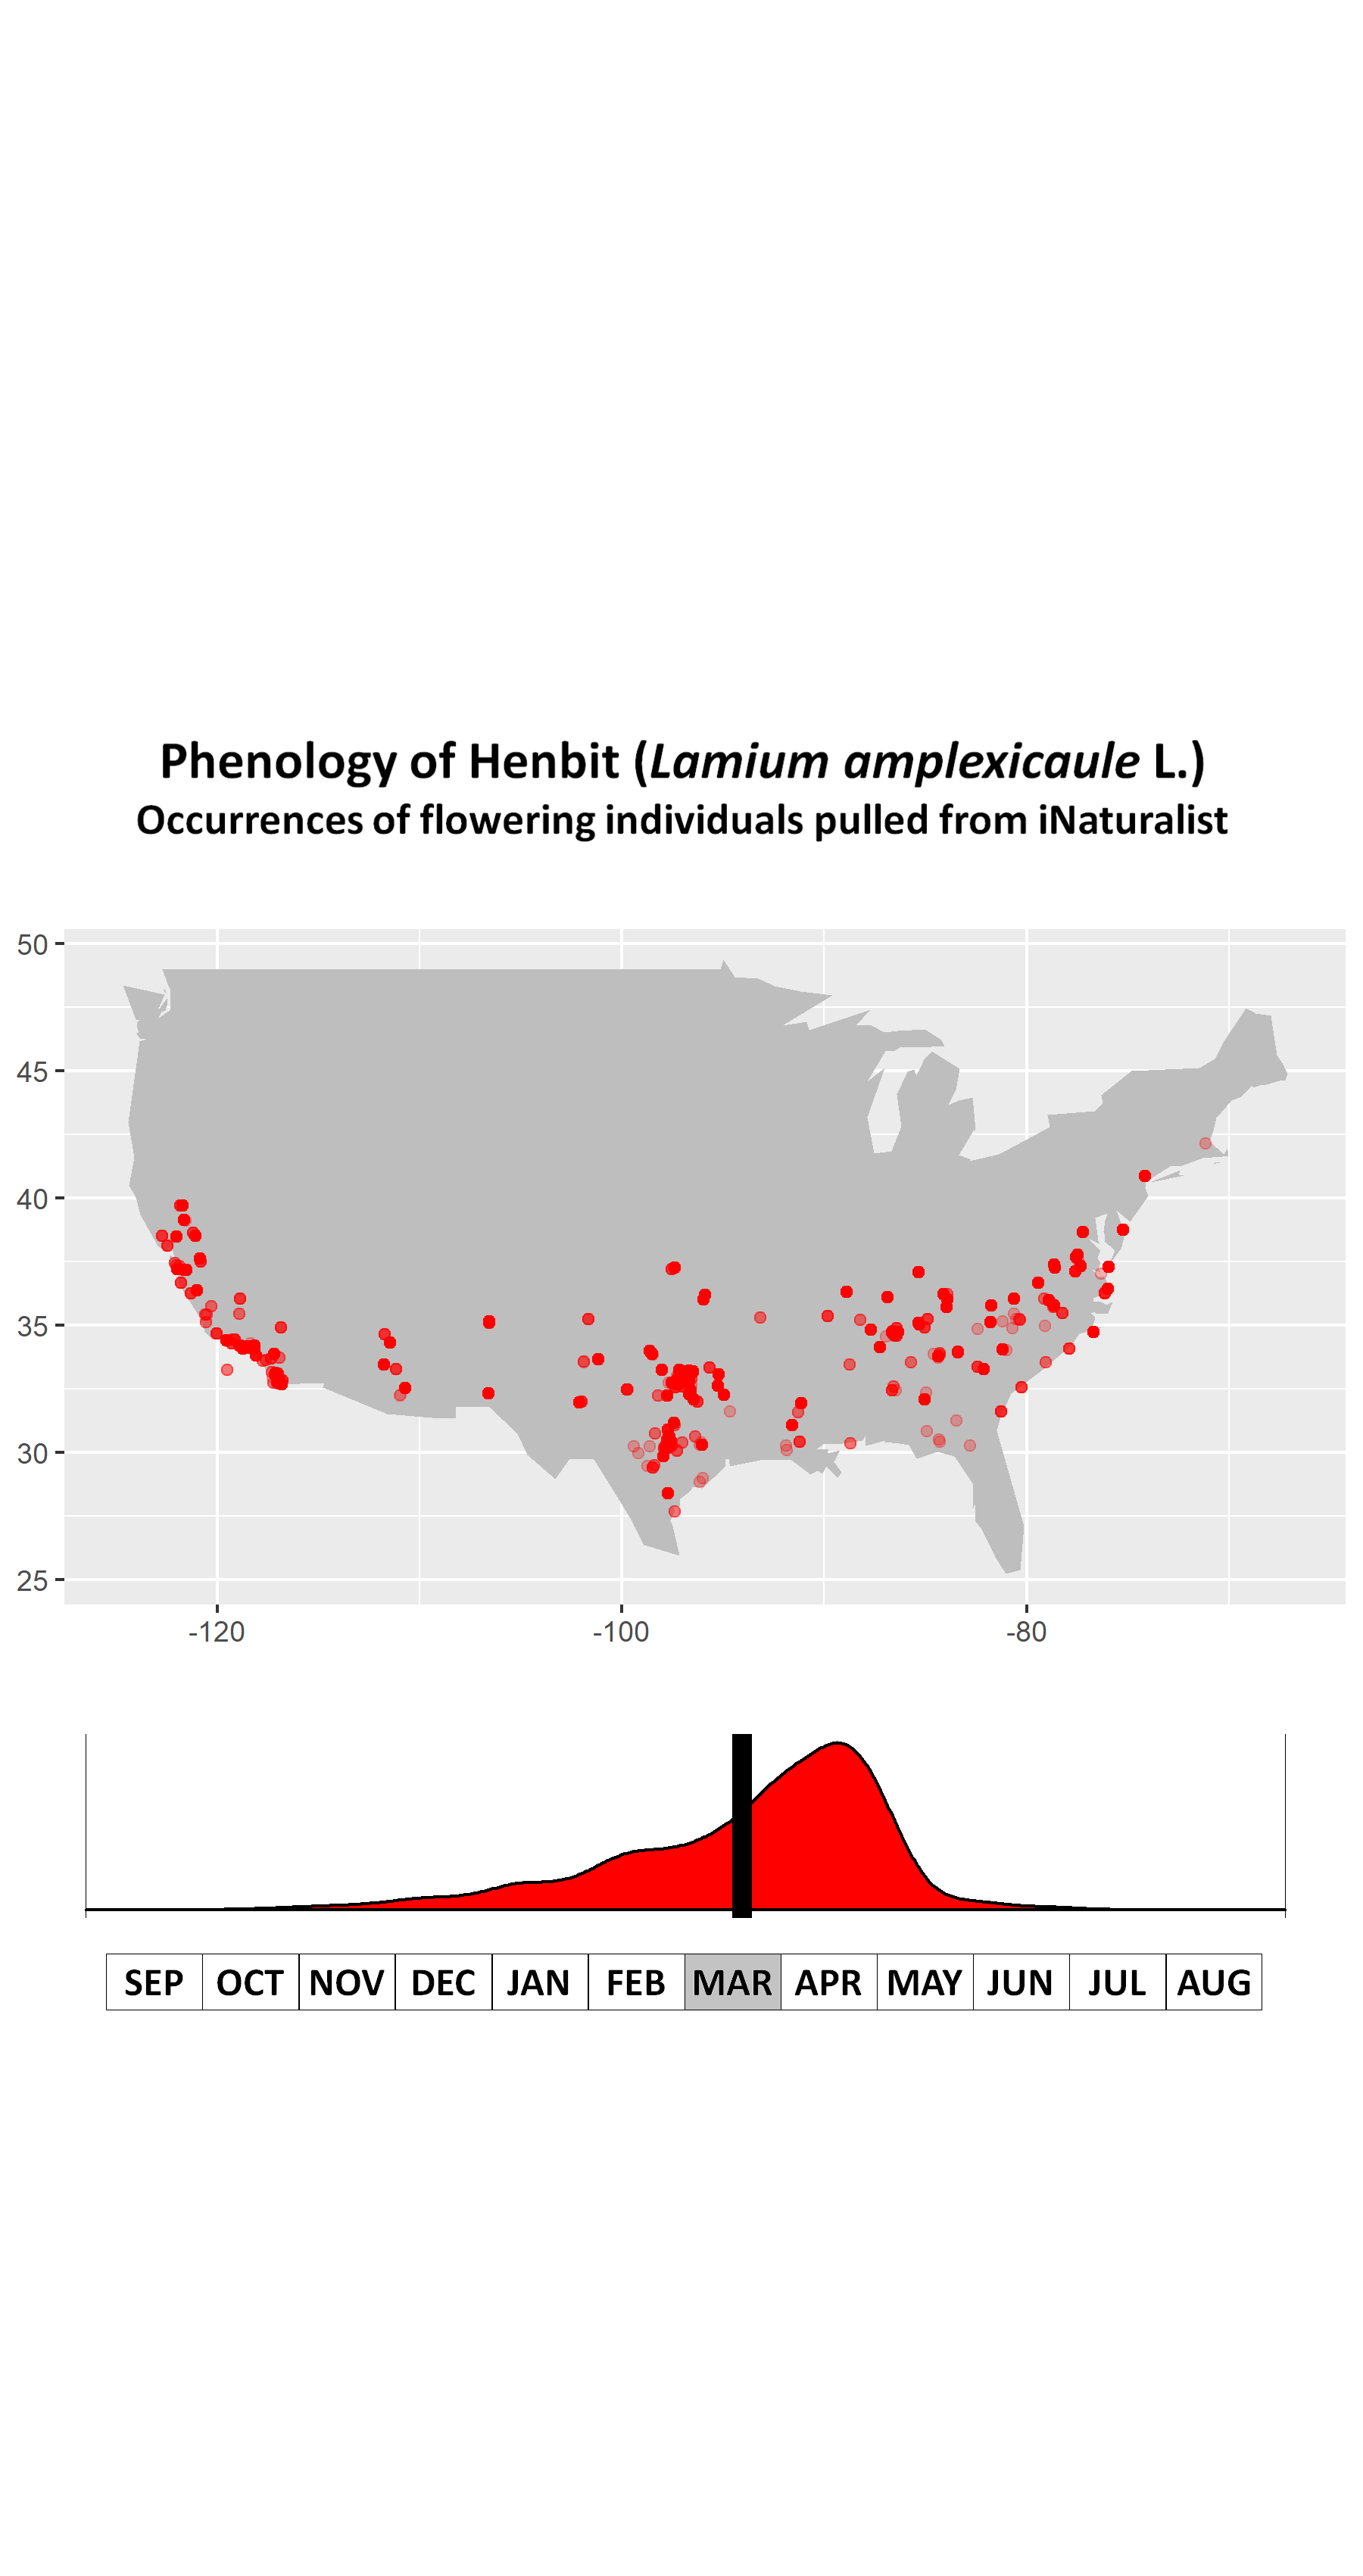 Phenology of Henbit (Lamium amplexicaule L.)
Occurrences of flowering individuals pulled from iNaturalist
50
45
40
35
30
25
-120 -100 -80
SEP OCT NOV DEC JAN FEB MAR APR MAY JUN JUL AUG